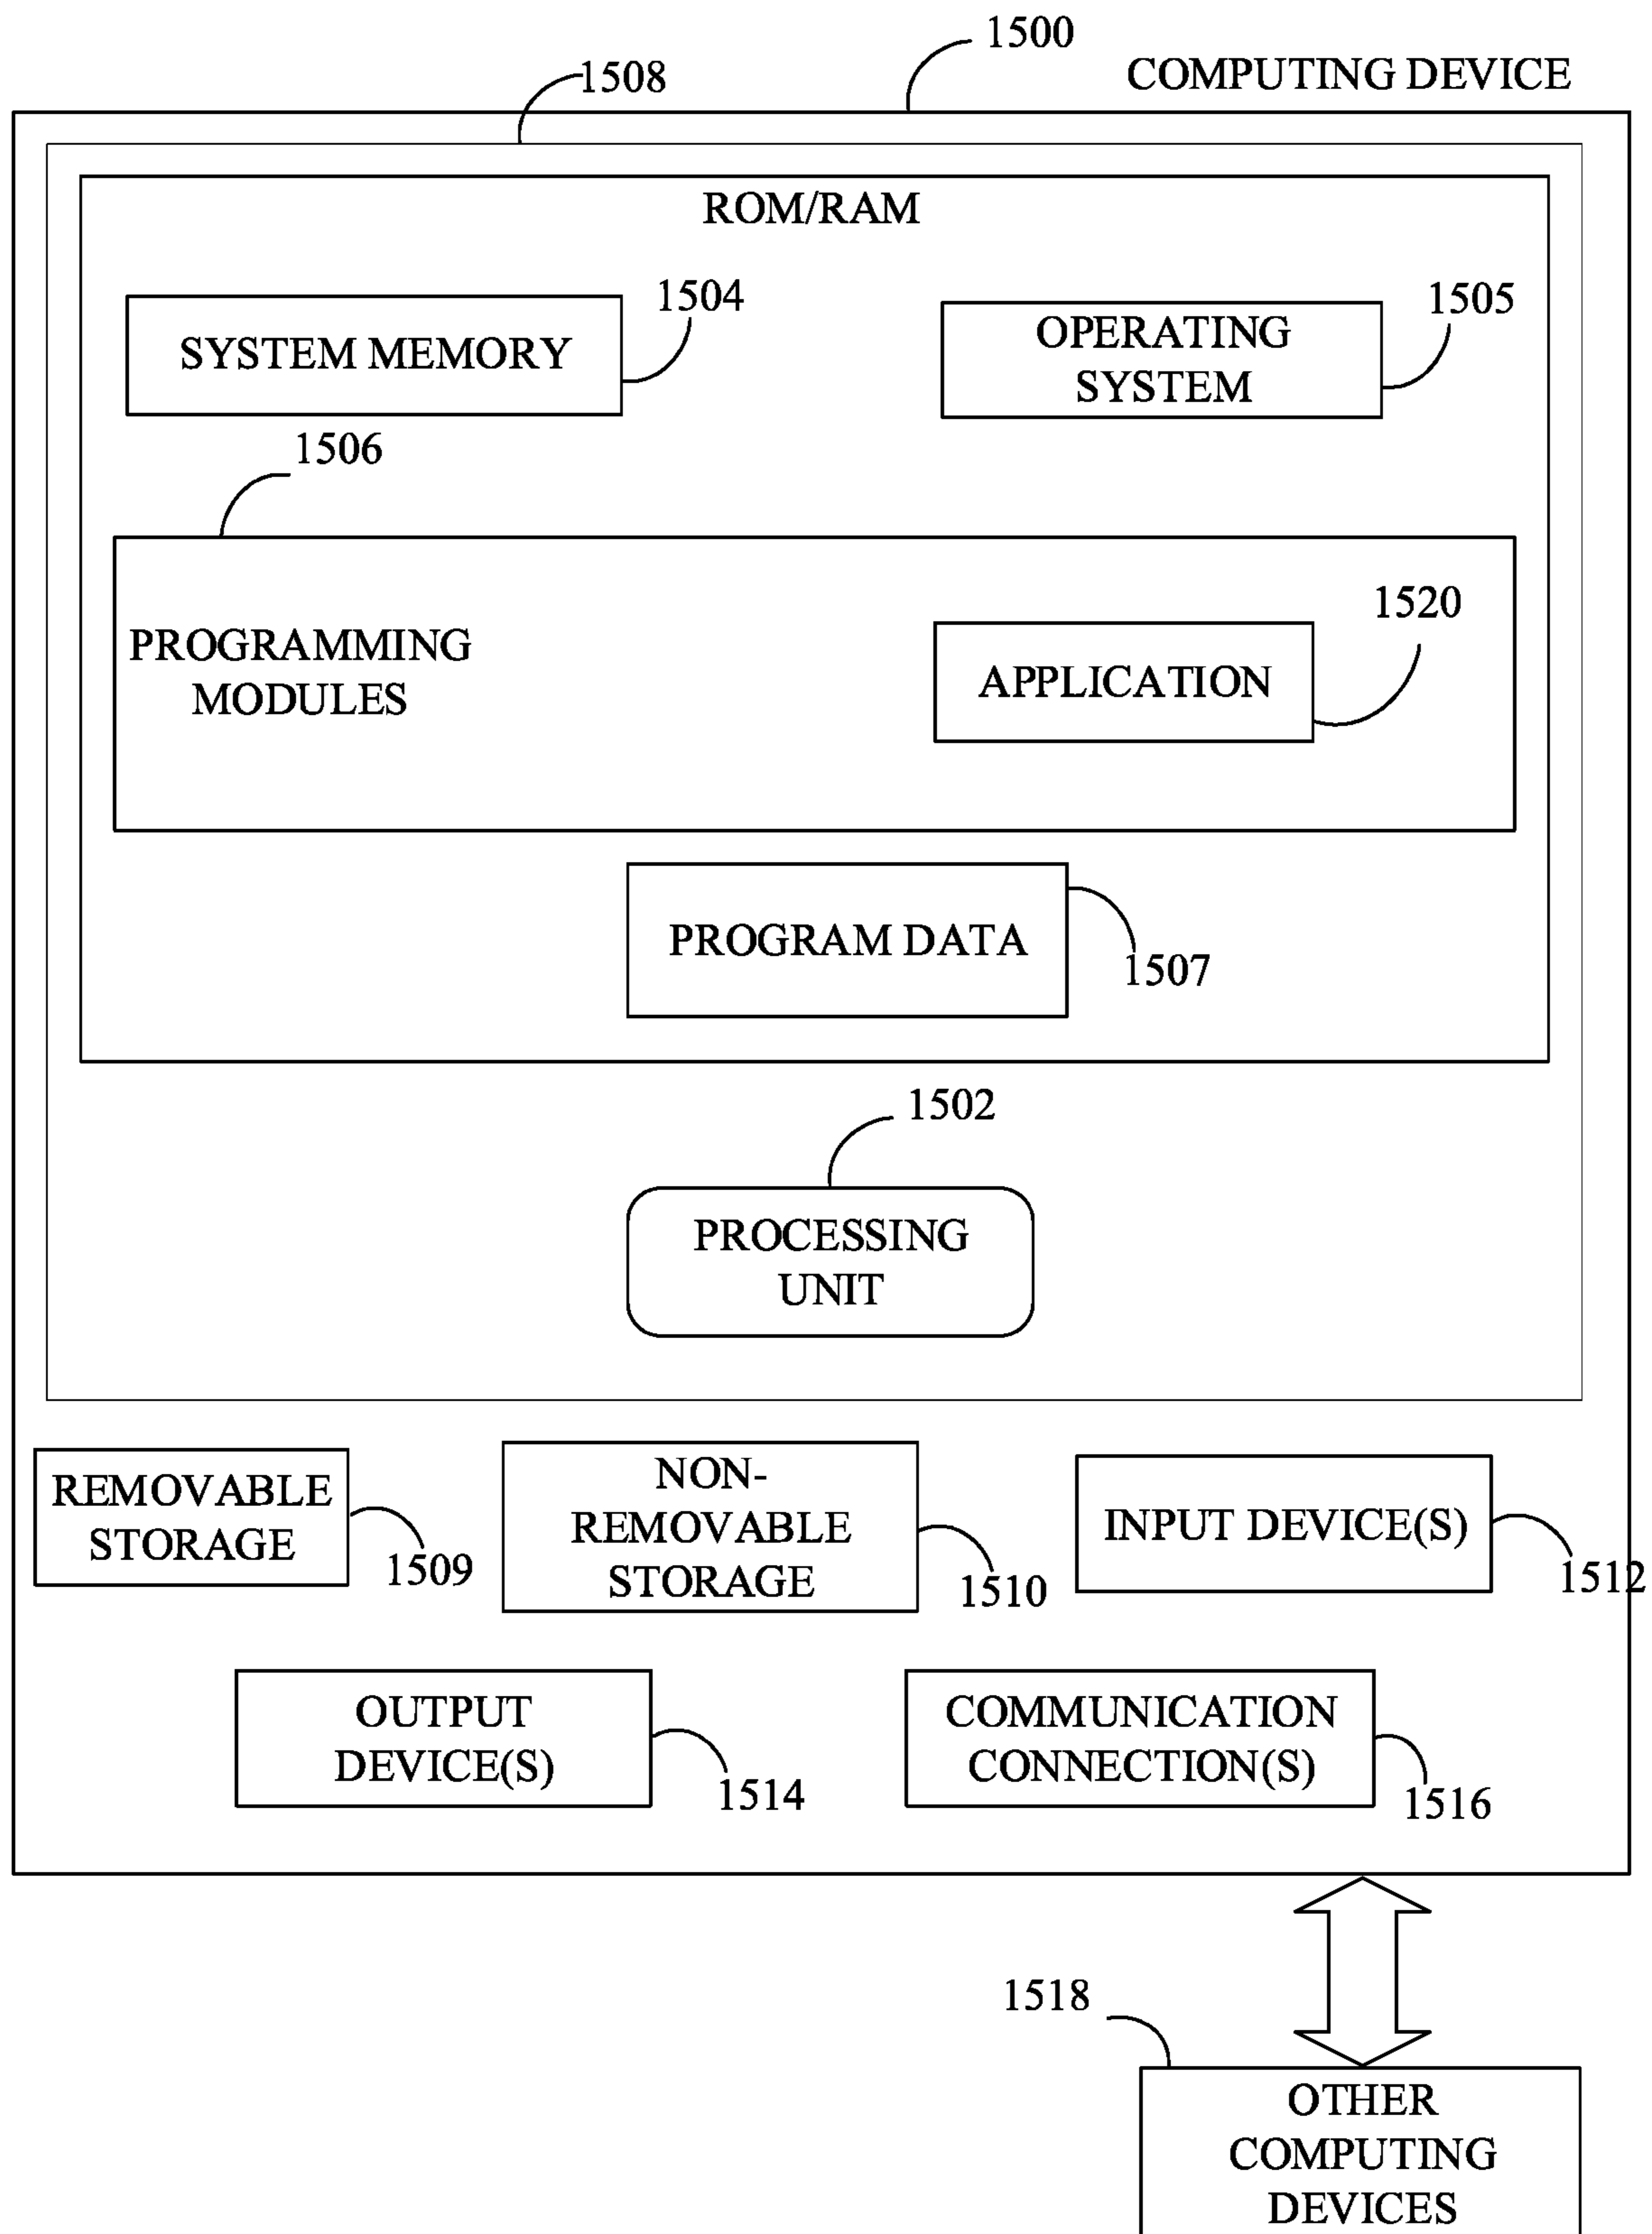 1500
COMPUTING DEVICE
1508
ROM/RAM
1504
SYSTEM MEMORY
1505
OPERATING
SYSTEM
1506
PROGRAMMING
MODULES
1520
APPLICATION
PROGRAM DATA
1507
1502
PROCESSING
UNIT
REMOVABLE
STORAGE
1509
NON-
REMOVABLE
STORAGE
1510
INPUT DEVICE(S)
1512
OUTPUT
DEVICE(S)
1514
COMMUNICATION
CONNECTION(S)
1516
1518
OTHER
COMPUTING
DEVICES